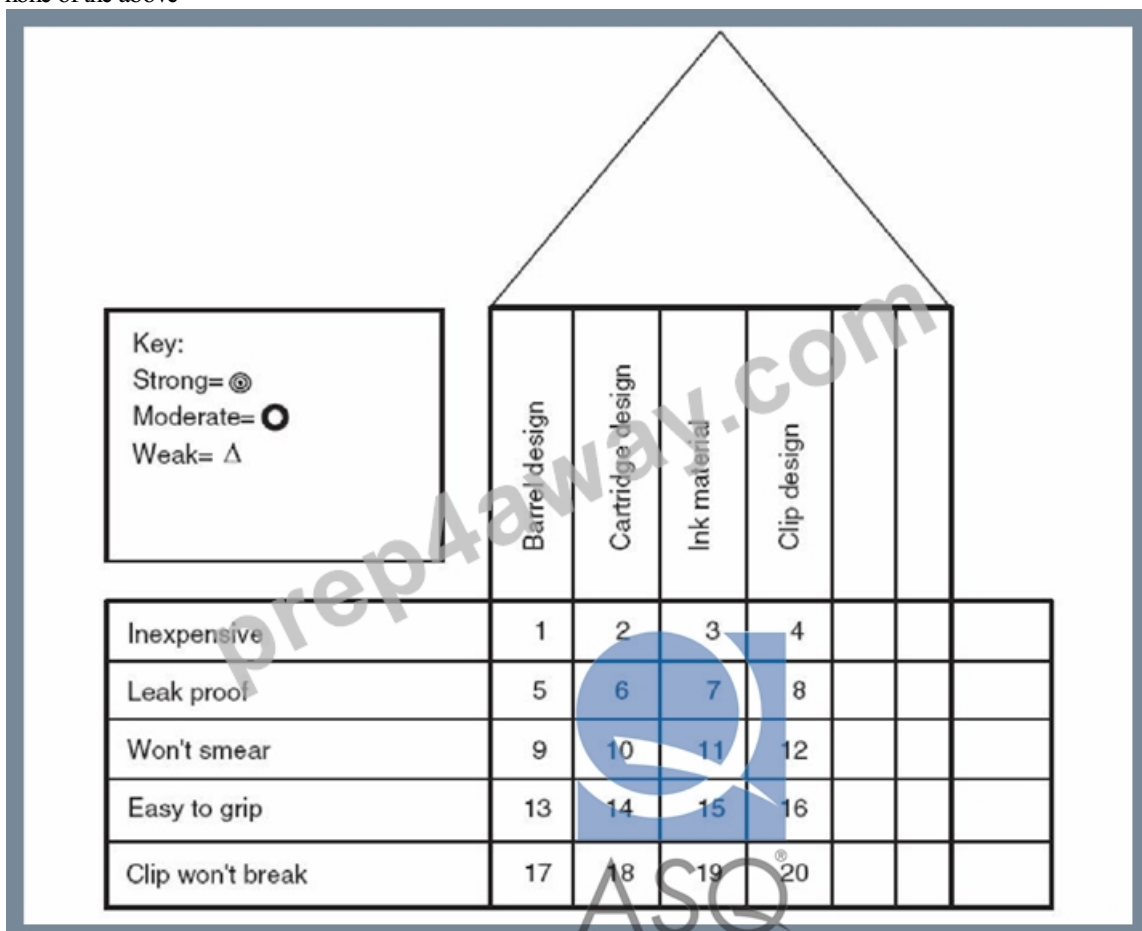 none of the above
Key:
Strong= ◎
Moderate= O
Weak= Δ
Barrel design
Cartridge design
Ink material
Clip design
Inexpensive 1 2 3 4
Leak proof 5 6 7 8
Won't smear 9 10 11 12
Easy to grip 13 14 15 16
Clip won't break 17 18 19 20
prep4away.com
ASQ®